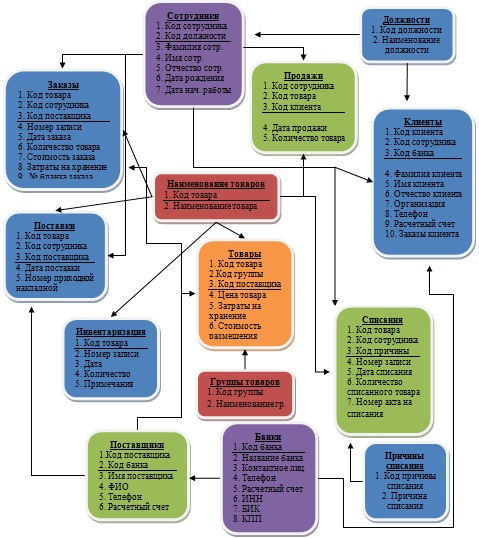 Сотрудники
1. Код сотрудника
2. Код должности
3. Фамилия сотр.
4. Имя сотр.
5. Отчество сотр.
6. Дата рождения
7. Дата нач. работы
Должности
1. Код должности
2. Наименование
должности
Заказы
1. Код товара
2. Код сотрудника
3. Код поставщика
4. Номер записи
5. Дата заказа
6. Количество товара
7. Стоимость заказа
8. Затраты на хранение
9. № бланка заказа
Продажи
1. Код сотрудника
2. Код товара
3. Код клиента
4. Дата продажи
5. Количество товара
Клиенты
1. Код клиента
2. Код сотрудника
3. Код банка
4. Фамилия клиента
5. Имя клиента
6. Отчество клиента
7. Организация
8. Телефон
9. Расчетный счет
10. Заказы клиента
Наименование товаров
1. Код товара
2. Наименование товара
Поставки
1. Код товара
2. Код сотрудника
3. Код поставщика
4. Дата поставки
5. Номер приходной
накладной
Товары
1. Код товара
2 Код группы
3. Код поставщика
4. Цена товара
5. Затраты на
хранение
6. Стоимость
размещения
Инвентаризация
1. Код товара
2. Номер записи
3. Дата
4. Количество
5. Примечания
Списания
1. Код товара
2. Код сотрудника
3. Код причины
4. Номер записи
5. Дата списания
6. Количество
списанного товара
7. Номер акта на
списания
Группы товаров
1. Код группы
2. Наименование гр.
Поставщики
1 Код поставщика
2. Код банка
3. Имя поставщика
4. ФИО
5. Телефон
6. Расчетный счет
Банки
1. Код банка
2. Название банка
3. Контактное лиц
4. Телефон
5. Расчетный счет
6. ИНН
7. БИК
8. КПП
Причины
списания
1. Код причины
списания
2. Причина
списания